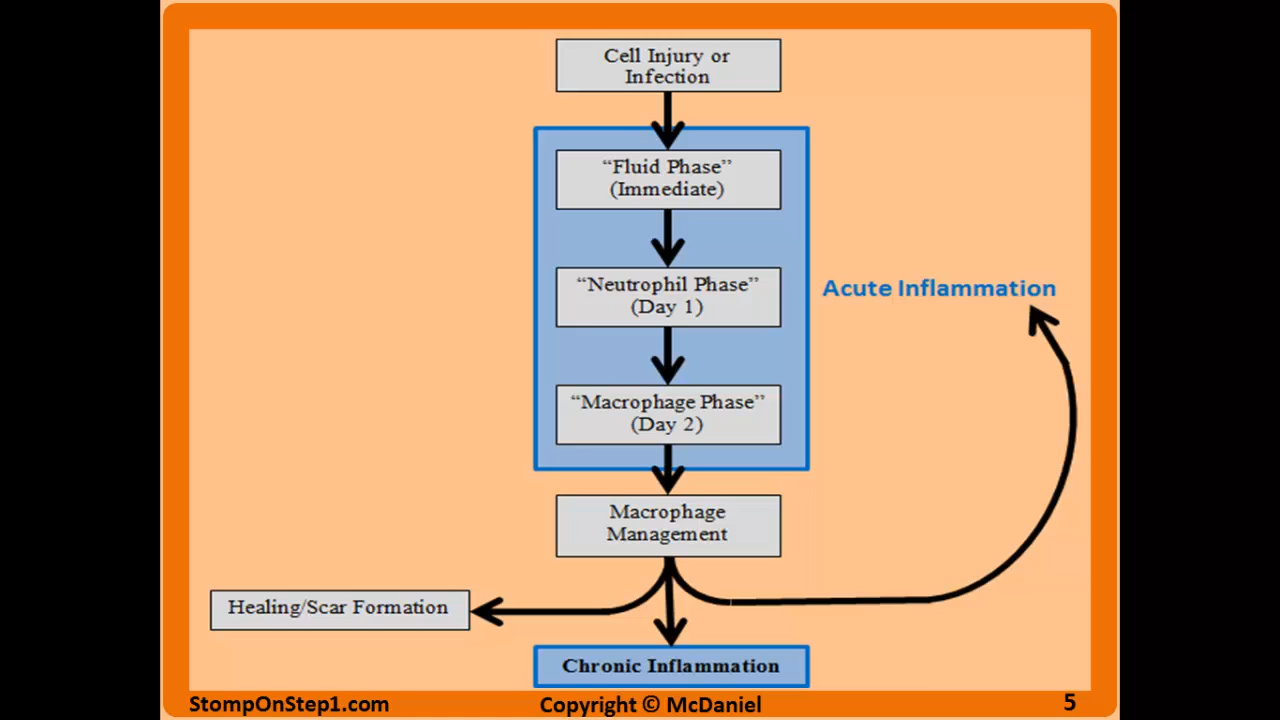 Cell Injury or
Infection
“Fluid Phase”
(Immediate)
“Neutrophil Phase”
(Day 1)
Acute Inflammation
“Macrophage Phase”
(Day 2)
Macrophage
Management
Healing/Scar Formation
Chronic Inflammation
StompOnStep1.com
Copyright © McDaniel
5